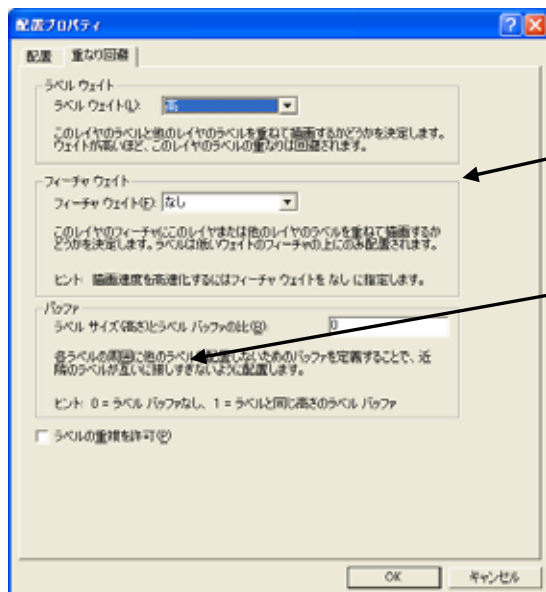 配置プロパティ
配置 重なり回避
ラベル ウェイト
ラベル ウェイト(L): 高
このレイヤのラベルと他のレイヤのラベルを重ねて描画するかどうかを決定します。
ウェイトが高いほど、このレイヤのラベルの重なりは回避されます。
フィーチャ ウェイト
フィーチャ ウェイト(F): なし
このレイヤのフィーチャにこのレイヤまたは他のレイヤのラベルを重ねて描画するか
どうかを決定します。ラベルは低いウェイトのフィーチャの上にのみ配置されます。
ヒント: 描画速度を高速化するにはフィーチャ ウェイトを なし に指定します。
バッファ
ラベル サイズ(高さ)とラベル バッファの比(B): 0
各ラベルの周囲に他のラベルを配置しないためのバッファを定義することで、近
隣のラベルが互いに接しすぎないように配置します。
ヒント: 0 = ラベル バッファなし、1 = ラベルと同じ高さのラベル バッファ
ラベルの重複を許可(P)
OK キャンセル